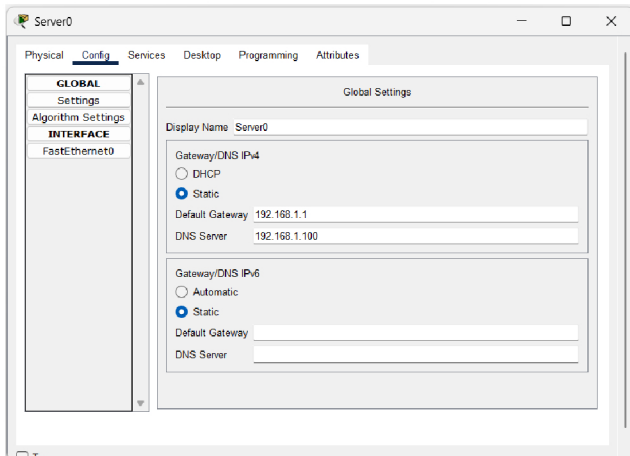 Server0
Physical Config Services Desktop Programming Attributes
GLOBAL
Settings
Algorithm Settings
INTERFACE
FastEthernet0
Global Settings
Display Name Server0
Gateway/DNS IPv4
DHCP
Static
Default Gateway 192.168.1.1
DNS Server 192.168.1.100
Gateway/DNS IPv6
Automatic
Static
Default Gateway
DNS Server